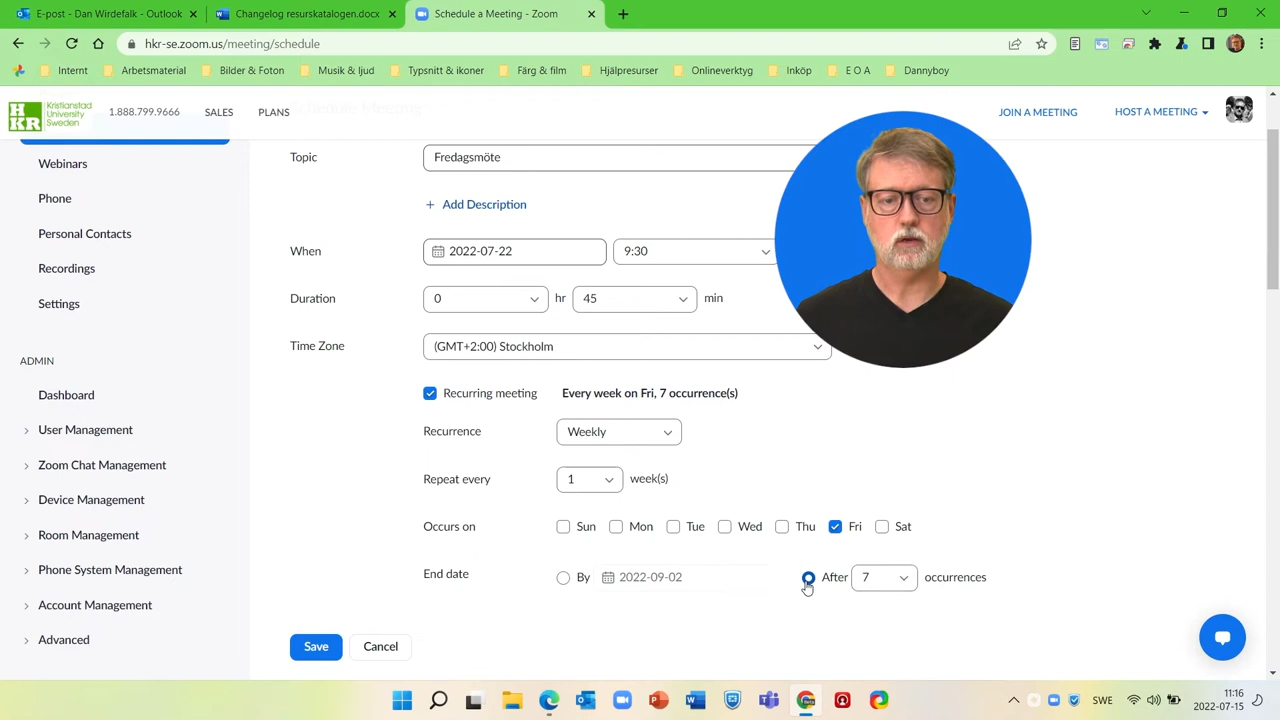 E-post - Dan Wirdefalk - Outlook
Changelog resurskatalogen.docx
Schedule a Meeting - Zoom
hkr-se.zoom.us/meeting/schedule
Internt Arbetsmaterial Bilder & Foton Musik & ljud Typsnitt & ikoner Färg & film Hjälpresurser Onlineverktyg Inköp E O A Dannyboy
HKR Kristianstad University Sweden
1.888.799.9666 SALES PLANS JOIN A MEETING HOST A MEETING
Schedule Meeting
Webinars
Phone
Personal Contacts
Recordings
Settings
ADMIN
Dashboard
User Management
Zoom Chat Management
Device Management
Room Management
Phone System Management
Account Management
Advanced
Topic Fredagsmöte
+ Add Description
When 2022-07-22 9:30
Duration 0 hr 45 min
Time Zone (GMT+2:00) Stockholm
Recurring meeting Every week on Fri, 7 occurrence(s)
Recurrence Weekly
Repeat every 1 week(s)
Occurs on Sun Mon Tue Wed Thu Fri Sat
End date By 2022-09-02 After 7 occurrences
Save Cancel
SWE
11:16
2022-07-15